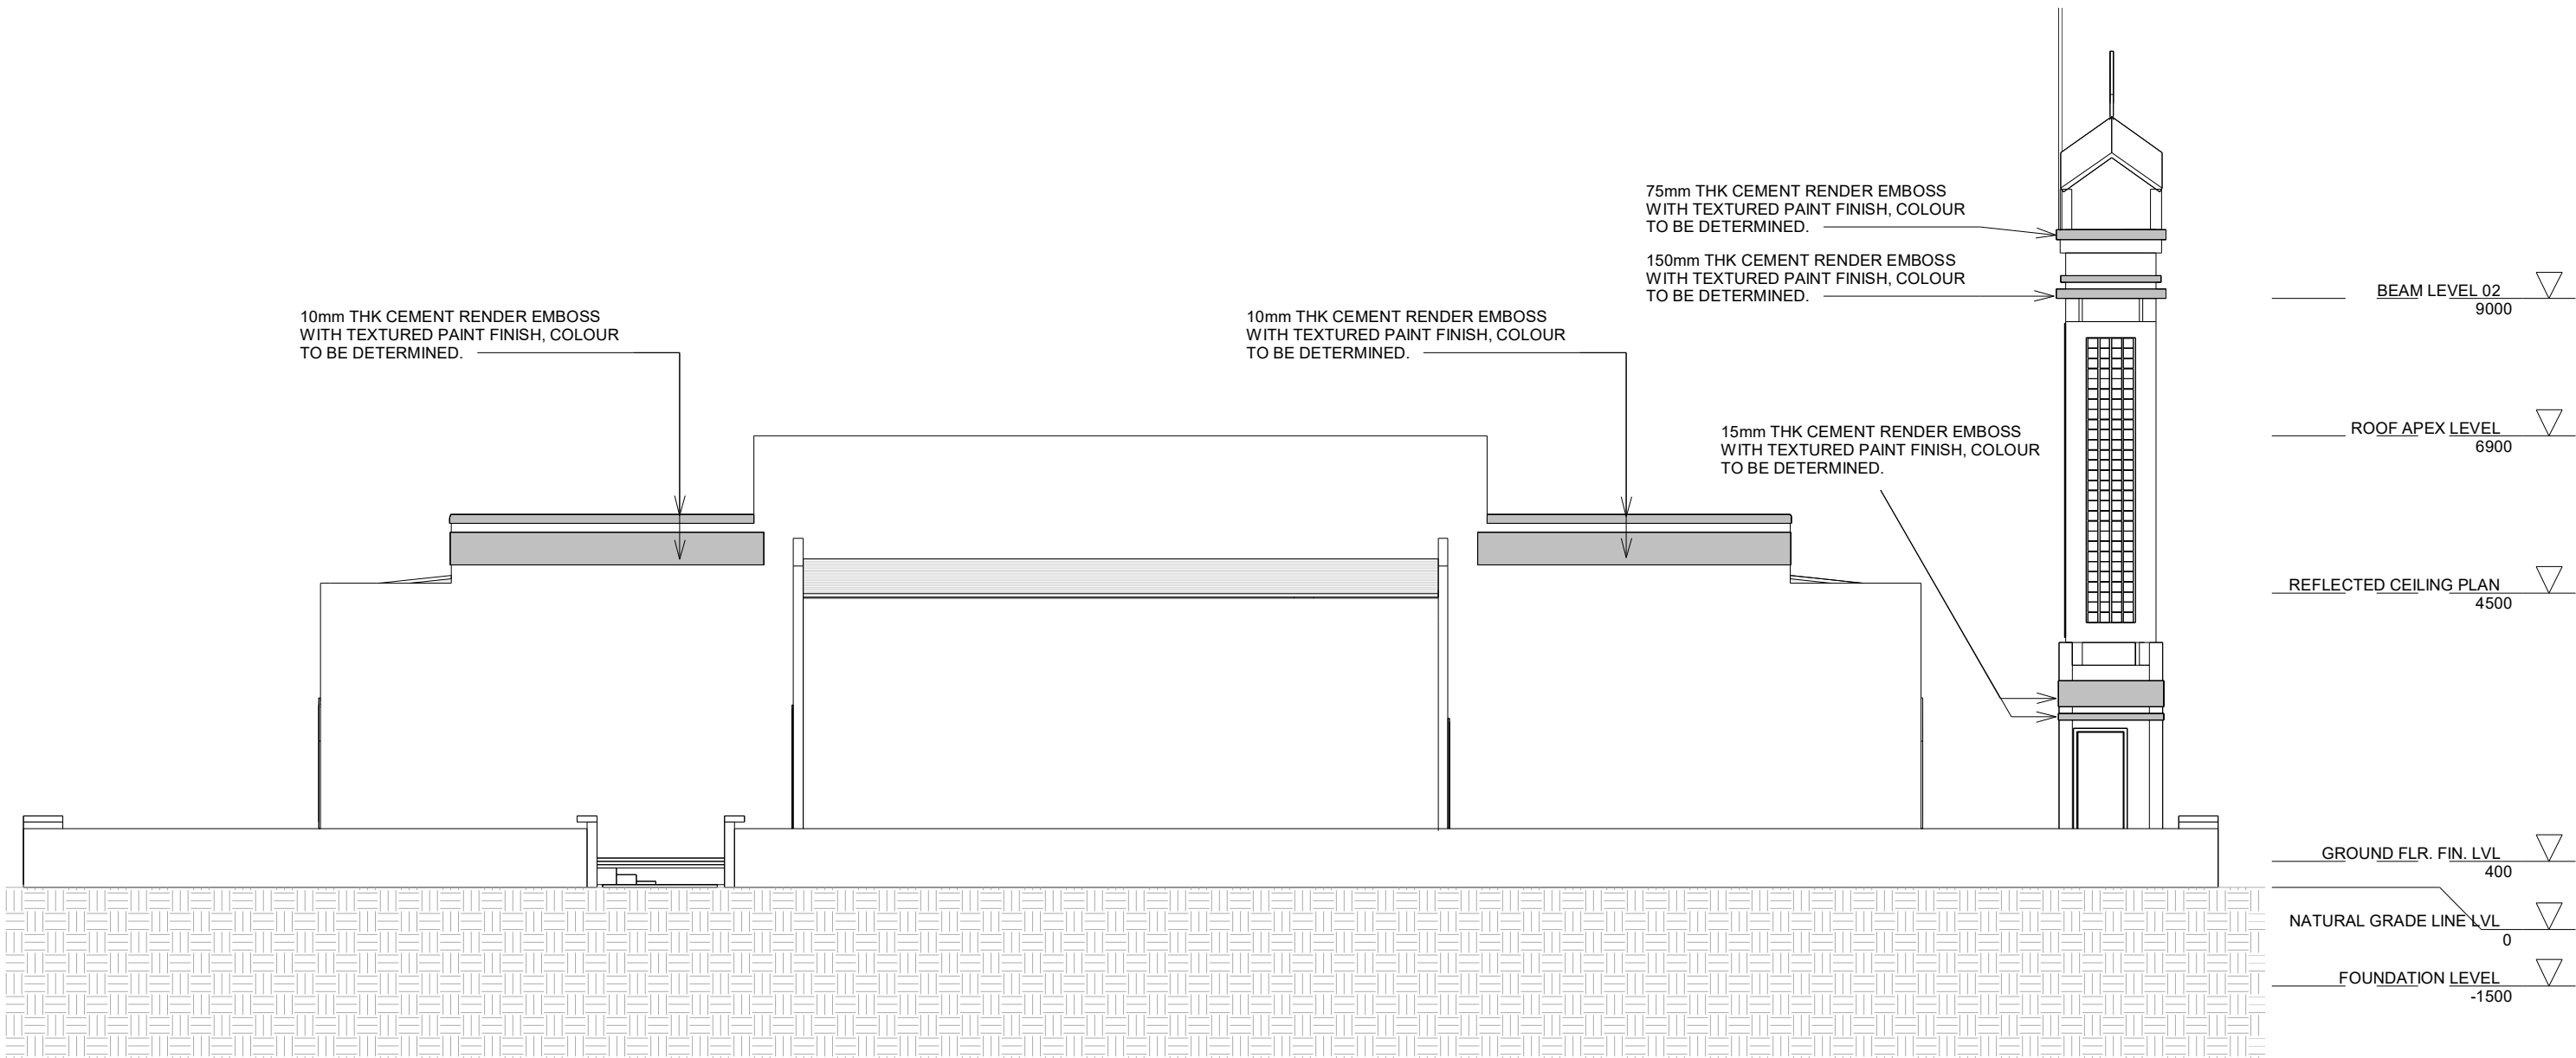 75mm THK CEMENT RENDER EMBOSS
WITH TEXTURED PAINT FINISH, COLOUR
TO BE DETERMINED.
150mm THK CEMENT RENDER EMBOSS
WITH TEXTURED PAINT FINISH, COLOUR
TO BE DETERMINED.
10mm THK CEMENT RENDER EMBOSS
WITH TEXTURED PAINT FINISH, COLOUR
TO BE DETERMINED.
10mm THK CEMENT RENDER EMBOSS
WITH TEXTURED PAINT FINISH, COLOUR
TO BE DETERMINED.
15mm THK CEMENT RENDER EMBOSS
WITH TEXTURED PAINT FINISH, COLOUR
TO BE DETERMINED.
BEAM LEVEL 02
9000
ROOF APEX LEVEL
6900
REFLECTED CEILING PLAN
4500
GROUND FLR. FIN. LVL
400
NATURAL GRADE LINE LVL
0
FOUNDATION LEVEL
-1500